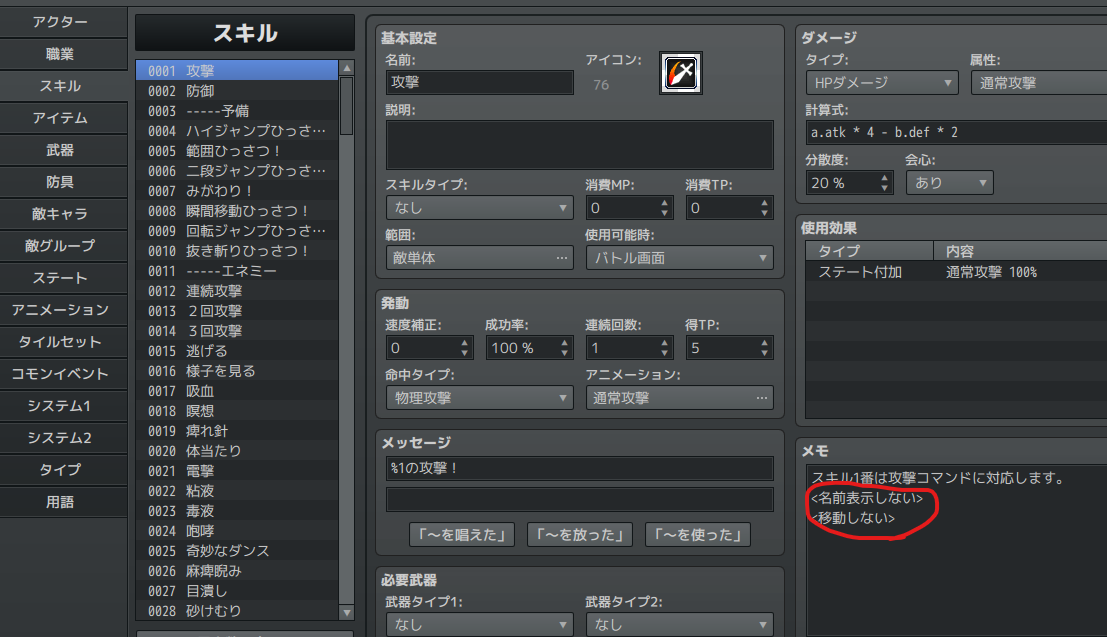 アクター
職業
スキル
アイテム
武器
防具
敵キャラ
敵グループ
ステート
アニメーション
タイルセット
コモンイベント
システム1
システム2
タイプ
用語
スキル
0001 攻撃
0002 防御
0003 -----予備
0004 ハイジャンプひっさ…
0005 範囲ひっさつ！
0006 二段ジャンプひっさ…
0007 みがわり！
0008 瞬間移動ひっさつ！
0009 回転ジャンプひっさ…
0010 抜き斬りひっさつ！
0011 -----エネミー
0012 連続攻撃
0013 ２回攻撃
0014 ３回攻撃
0015 逃げる
0016 様子を見る
0017 吸血
0018 瞑想
0019 痺れ針
0020 体当たり
0021 電撃
0022 粘液
0023 毒液
0024 咆哮
0025 奇妙なダンス
0026 麻痺睨み
0027 目潰し
0028 砂けむり
基本設定
名前:
アイコン:
攻撃
76
説明:
スキルタイプ:
消費MP:
消費TP:
なし
0
0
範囲:
使用可能時:
敵単体
…
バトル画面
発動
速度補正:
成功率:
連続回数:
得TP:
0
100 %
1
5
命中タイプ:
アニメーション:
物理攻撃
通常攻撃
…
メッセージ
%1の攻撃！
「～を唱えた」
「～を放った」
「～を使った」
必要武器
武器タイプ1:
武器タイプ2:
なし
なし
ダメージ
タイプ:
属性:
HPダメージ
通常攻撃
計算式:
a.atk * 4 - b.def * 2
分散度:
会心:
20 %
あり
使用効果
タイプ
内容
ステート付加
通常攻撃 100%
メモ
スキル1番は攻撃コマンドに対応します。
<名前表示しない>
<移動しない>